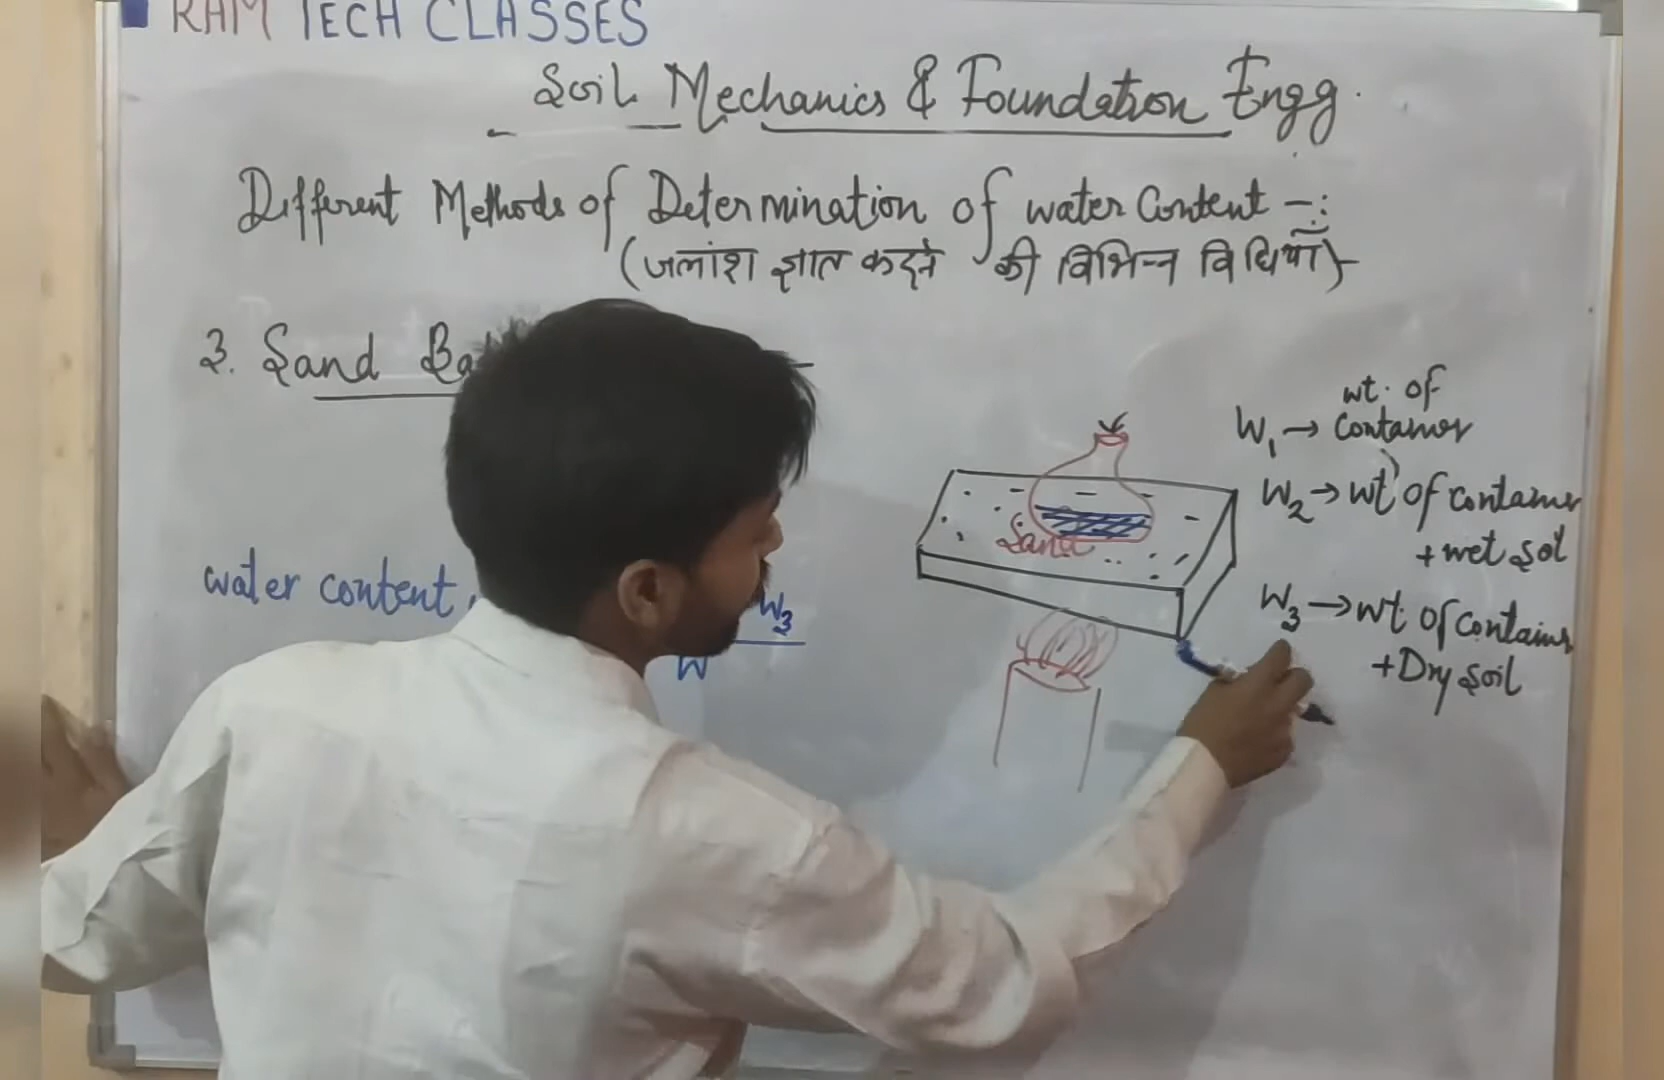 RAM TECH CLASSES
Soil Mechanics & Foundation Engg.
Different Methods of Determination of water Content -:
(जलांश ज्ञात करने की विभिन्न विधियाँ)
3. Sand
water content,
W3
W
Sand
W1 → wt. of Container
W2 → wt of container
+ wet soil
W3 → wt. of container
+ Dry soil